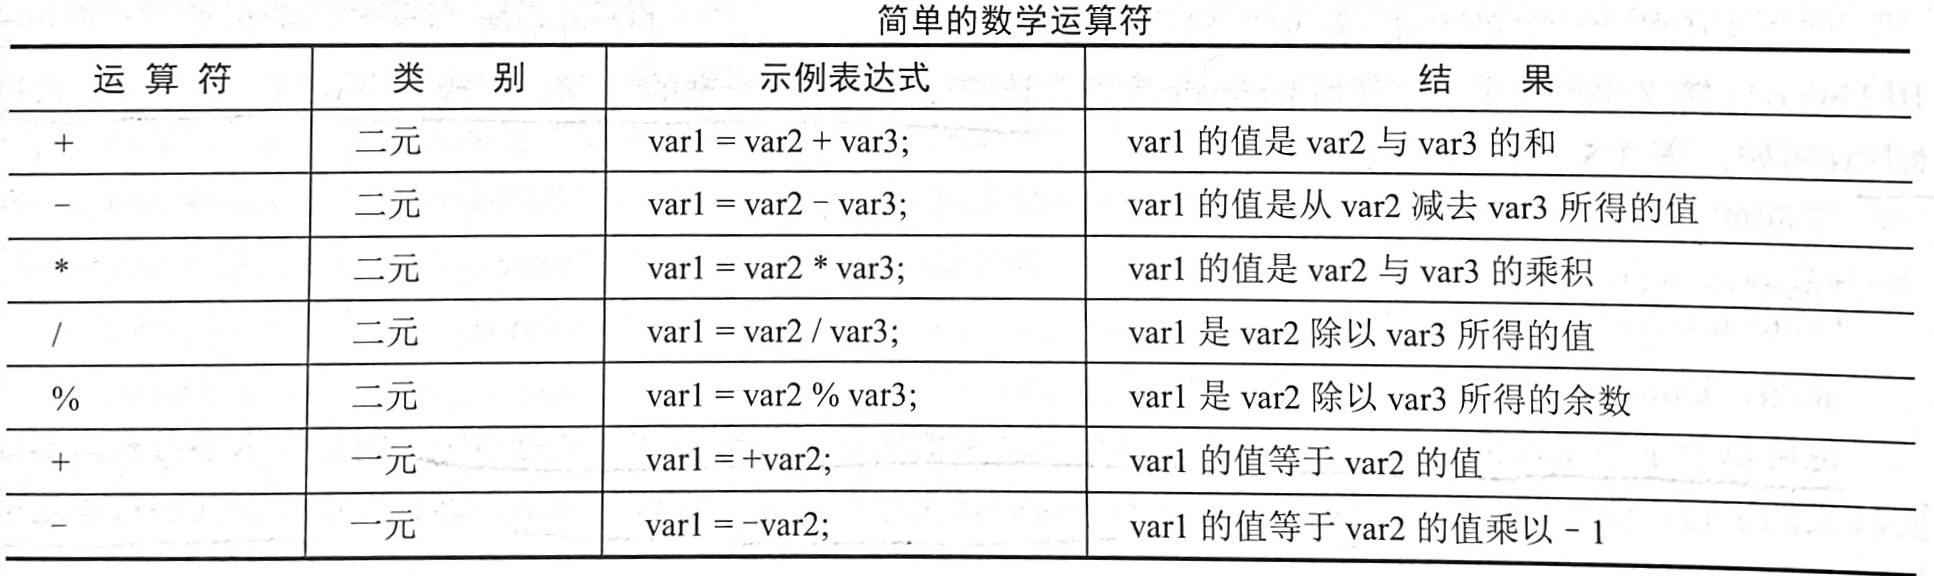 简单的数学运算符
运算符 类别 示例表达式 结果
+ 二元 var1 = var2 + var3; var1 的值是 var2 与 var3 的和
- 二元 var1 = var2 - var3; var1 的值是从 var2 减去 var3 所得的值
* 二元 var1 = var2 * var3; var1 的值是 var2 与 var3 的乘积
/ 二元 var1 = var2 / var3; var1 是 var2 除以 var3 所得的值
% 二元 var1 = var2 % var3; var1 是 var2 除以 var3 所得的余数
+ 一元 var1 = +var2; var1 的值等于 var2 的值
- 一元 var1 = -var2; var1 的值等于 var2 的值乘以 - 1